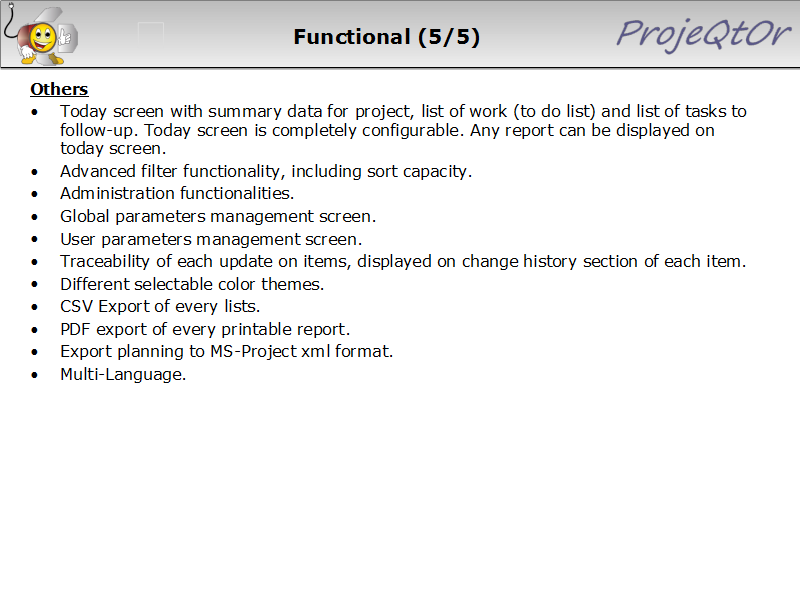 Functional (5/5)
ProjeQtOr
Others
• Today screen with summary data for project, list of work (to do list) and list of tasks to
follow-up. Today screen is completely configurable. Any report can be displayed on
today screen.
• Advanced filter functionality, including sort capacity.
• Administration functionalities.
• Global parameters management screen.
• User parameters management screen.
• Traceability of each update on items, displayed on change history section of each item.
• Different selectable color themes.
• CSV Export of every lists.
• PDF export of every printable report.
• Export planning to MS-Project xml format.
• Multi-Language.